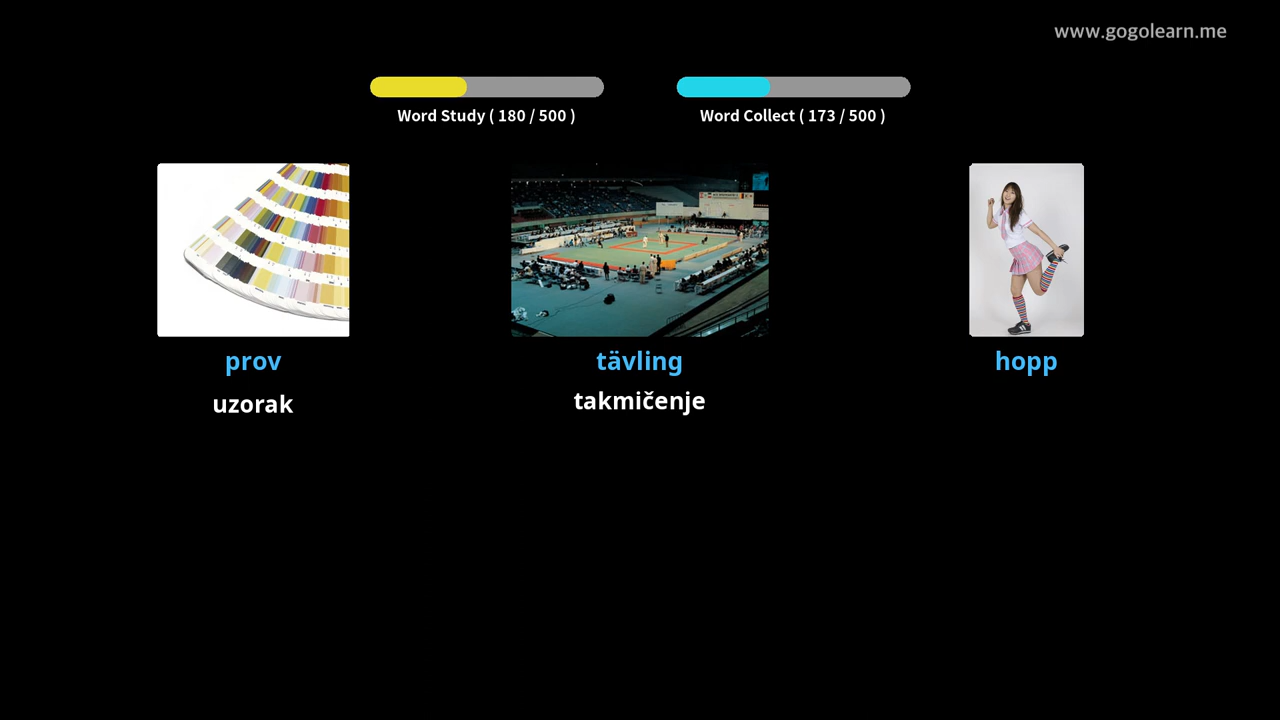 www.gogolearn.me
Word Study ( 180 / 500 )
Word Collect ( 173 / 500 )
prov
tävling
hopp
uzorak
takmičenje